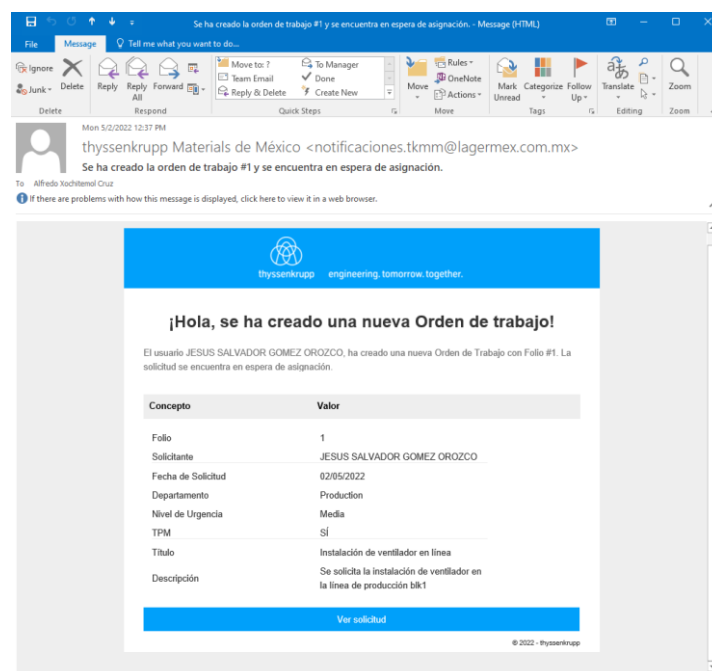 Se ha creado la orden de trabajo #1 y se encuentra en espera de asignación. - Message (HTML)
File Message Tell me what you want to do...
Ignore
Junk
Delete
Reply
Reply All
Forward
Move to: ?
To Manager
Team Email
Done
Reply & Delete
Create New
Move
Rules
OneNote
Actions
Mark Unread
Categorize
Follow Up
Translate
Zoom
Delete Respond Quick Steps Move Tags Editing Zoom
Mon 5/2/2022 12:37 PM
thyssenkrupp Materials de México <notificaciones.tkmm@lagermex.com.mx>
Se ha creado la orden de trabajo #1 y se encuentra en espera de asignación.
To Alfredo Xochitemol Cruz
If there are problems with how this message is displayed, click here to view it in a web browser.
thyssenkrupp engineering. tomorrow. together.
¡Hola, se ha creado una nueva Orden de trabajo!
El usuario JESUS SALVADOR GOMEZ OROZCO, ha creado una nueva Orden de Trabajo con Folio #1. La
solicitud se encuentra en espera de asignación.
Concepto Valor
Folio 1
Solicitante JESUS SALVADOR GOMEZ OROZCO
Fecha de Solicitud 02/05/2022
Departamento Production
Nivel de Urgencia Media
TPM SÍ
Título Instalación de ventilador en línea
Descripción Se solicita la instalación de ventilador en
la línea de producción blk1
Ver solicitud
© 2022 - thyssenkrupp